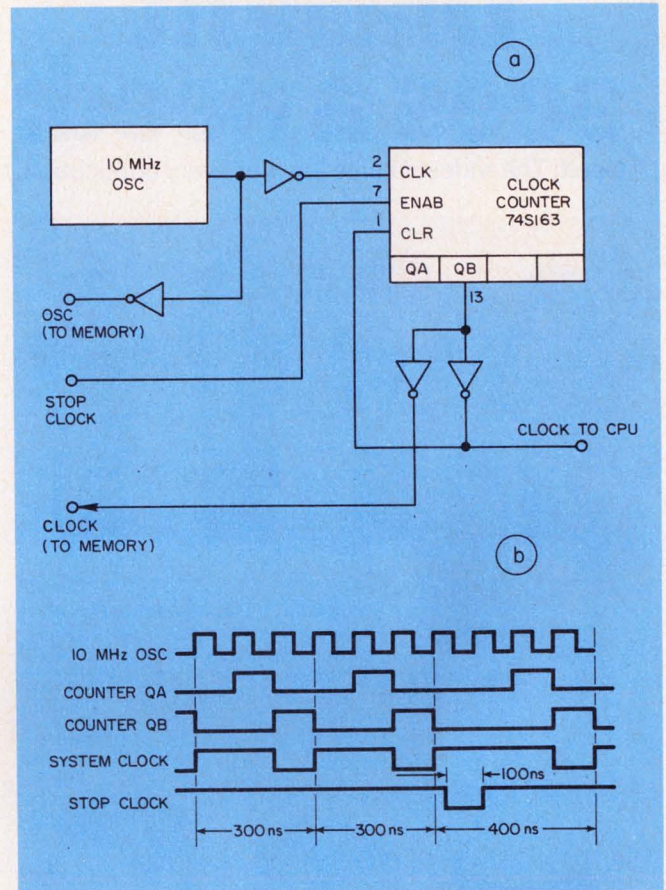 a
10 MHz
OSC
2
CLK
7
ENAB
1
CLR
CLOCK
COUNTER
74S163
QA
QB
13
OSC
(TO MEMORY)
STOP
CLOCK
CLOCK TO CPU
CLOCK
(TO MEMORY)
b
10 MHz OSC
COUNTER QA
COUNTER QB
SYSTEM CLOCK
100ns
STOP CLOCK
300 ns
300 ns
400 ns